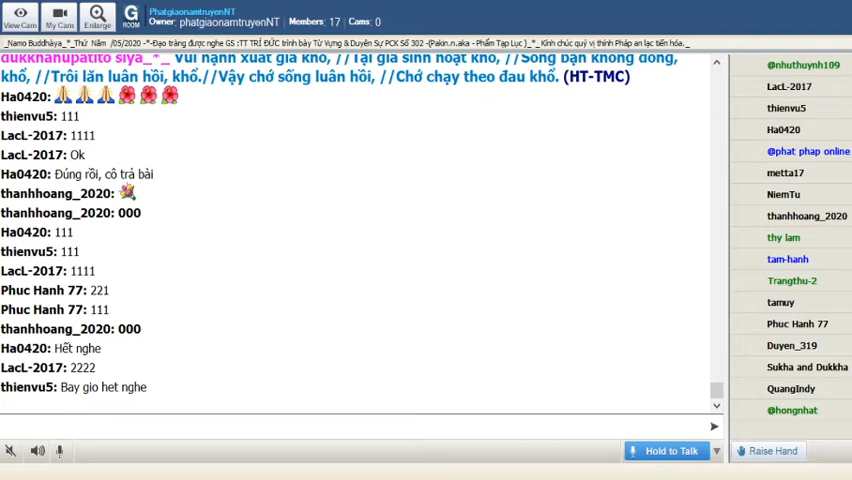 PhatgiaonamtruyenNT
Owner: phatgiaonamtruyenNT Members: 17 Cams: 0
View Cam
My Cam
Enlarge
G ROOM
_Namo Buddhàya_*_Thứ Năm /05/2020 -*-Đạo tràng được nghe GS :TT TRÍ ĐỨC trình bày Từ Vựng &Duyên Sự PCK Số 302 -(Pakin.n.aka - Phẩm Tạp Lục )_* Kính chúc quý vị thính Pháp an lạc tiến hóa._
dukkhànupatito siyà_*_ Vui hạnh xuất gia khó, //Tại gia sinh hoạt khó, //Sống bạn không đồng,
khổ, //Trôi lăn luân hồi, khổ.//Vậy chớ sống luân hồi, //Chớ chạy theo đau khổ. (HT-TMC)
Ha0420:
thienvu5: 111
LacL-2017: 1111
LacL-2017: Ok
Ha0420: Đúng rồi, cô trả bài
thanhhoang_2020:
thanhhoang_2020: 000
Ha0420: 111
thienvu5: 111
LacL-2017: 1111
Phuc Hanh 77: 221
Phuc Hanh 77: 111
thanhhoang_2020: 000
Ha0420: Hết nghe
LacL-2017: 2222
thienvu5: Bay gio het nghe
@nhuthuynh109
LacL-2017
thienvu5
Ha0420
@phat phap online
metta17
NiemTu
thanhhoang_2020
thy lam
tam-hanh
Trangthu-2
tamuy
Phuc Hanh 77
Duyen_319
Sukha and Dukkha
QuangIndy
@hongnhat
Hold to Talk
Raise Hand